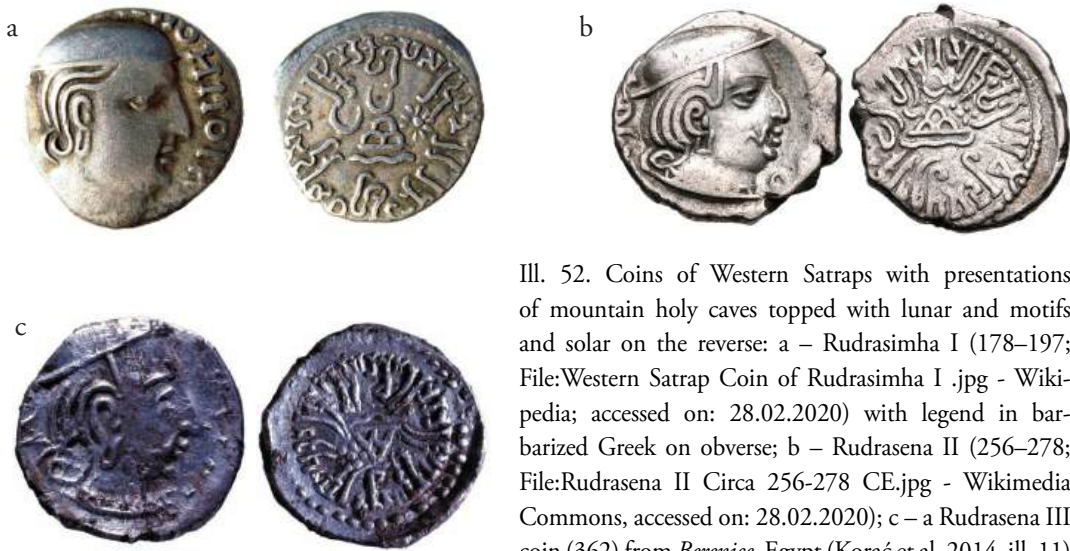 a
b
c
Ill. 52. Coins of Western Satraps with presentations
of mountain holy caves topped with lunar and motifs
and solar on the reverse: a – Rudrasimha I (178–197;
File:Western Satrap Coin of Rudrasimha I .jpg - Wiki-
pedia; accessed on: 28.02.2020) with legend in bar-
barized Greek on obverse; b – Rudrasena II (256–278;
File:Rudrasena II Circa 256-278 CE.jpg - Wikimedia
Commons, accessed on: 28.02.2020); c – a Rudrasena III
coin (362) from Berenice, Egypt (Korać et al. 2014, ill. 11)